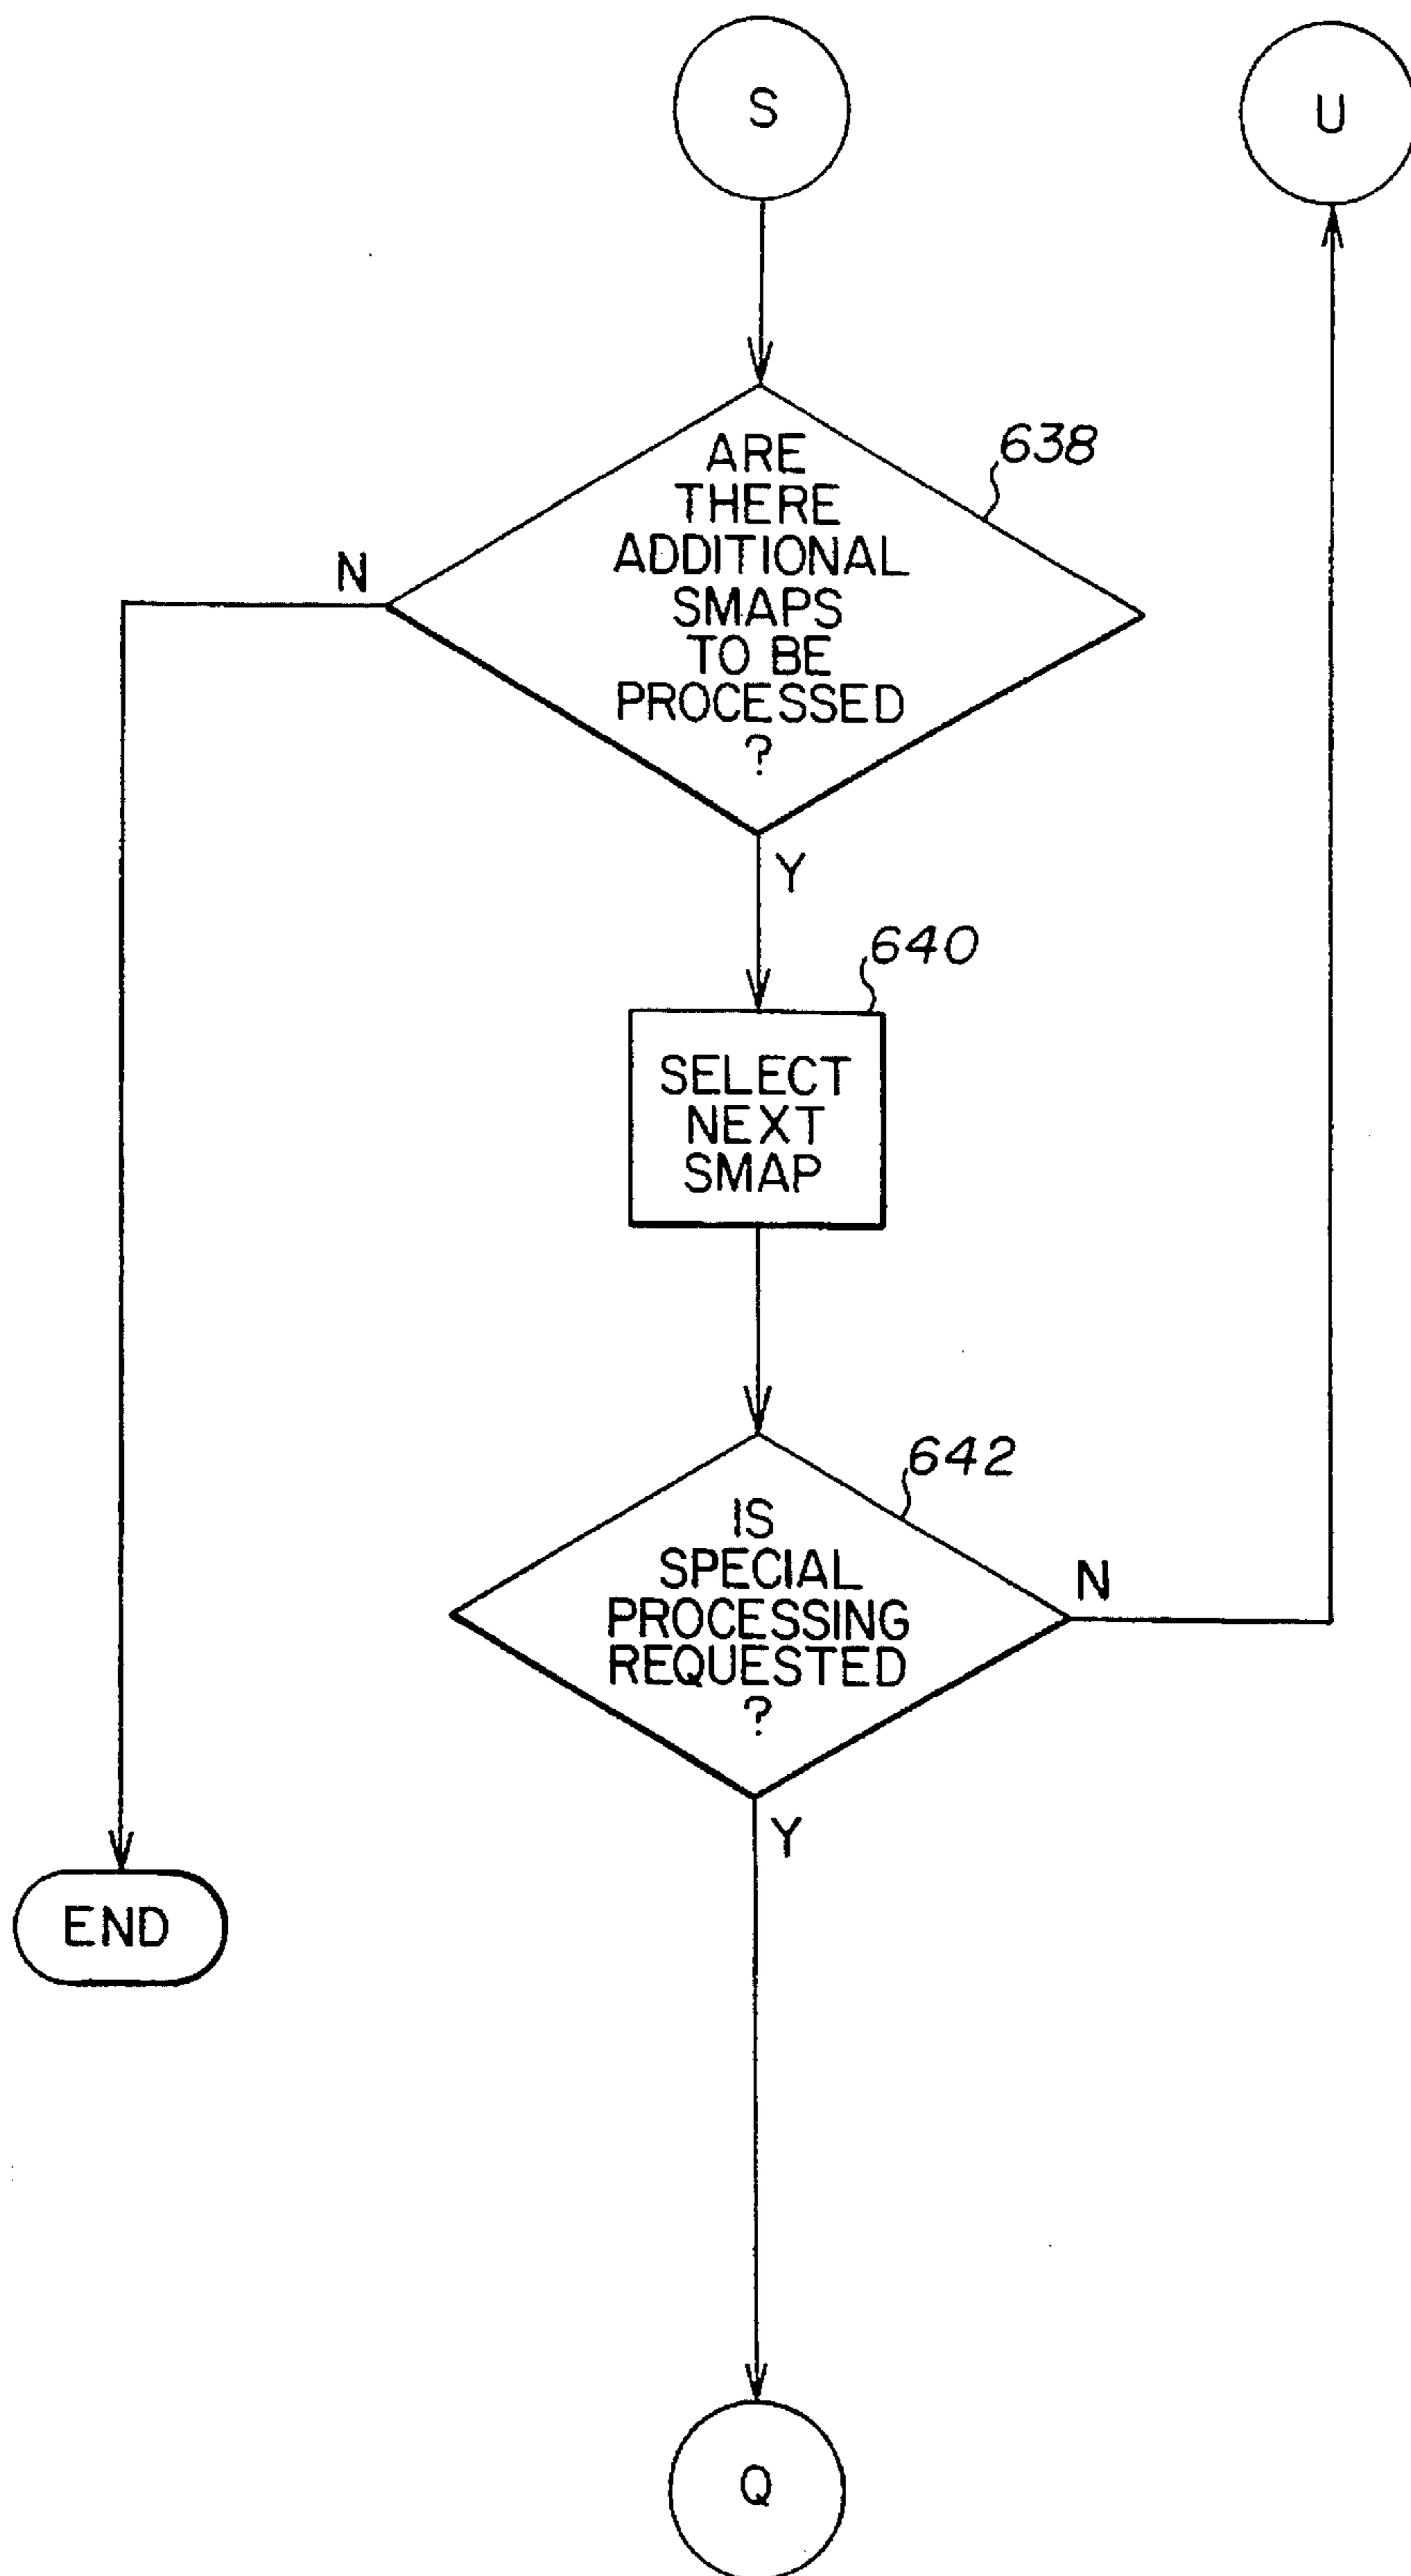 S
U
638
ARE
THERE
ADDITIONAL
SMAPS
TO BE
PROCESSED
?
N
Y
640
SELECT
NEXT
SMAP
642
IS
SPECIAL
PROCESSING
REQUESTED
?
N
Y
END
Q